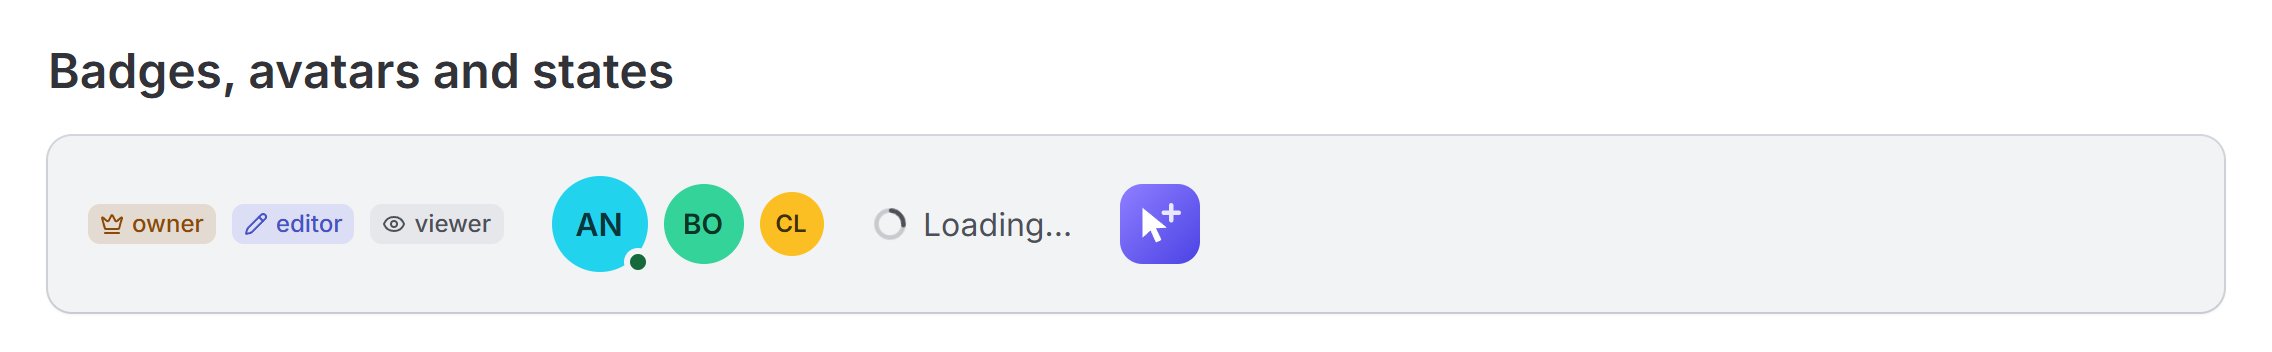 Badges, avatars and states
owner editor viewer AN BO CL Loading...